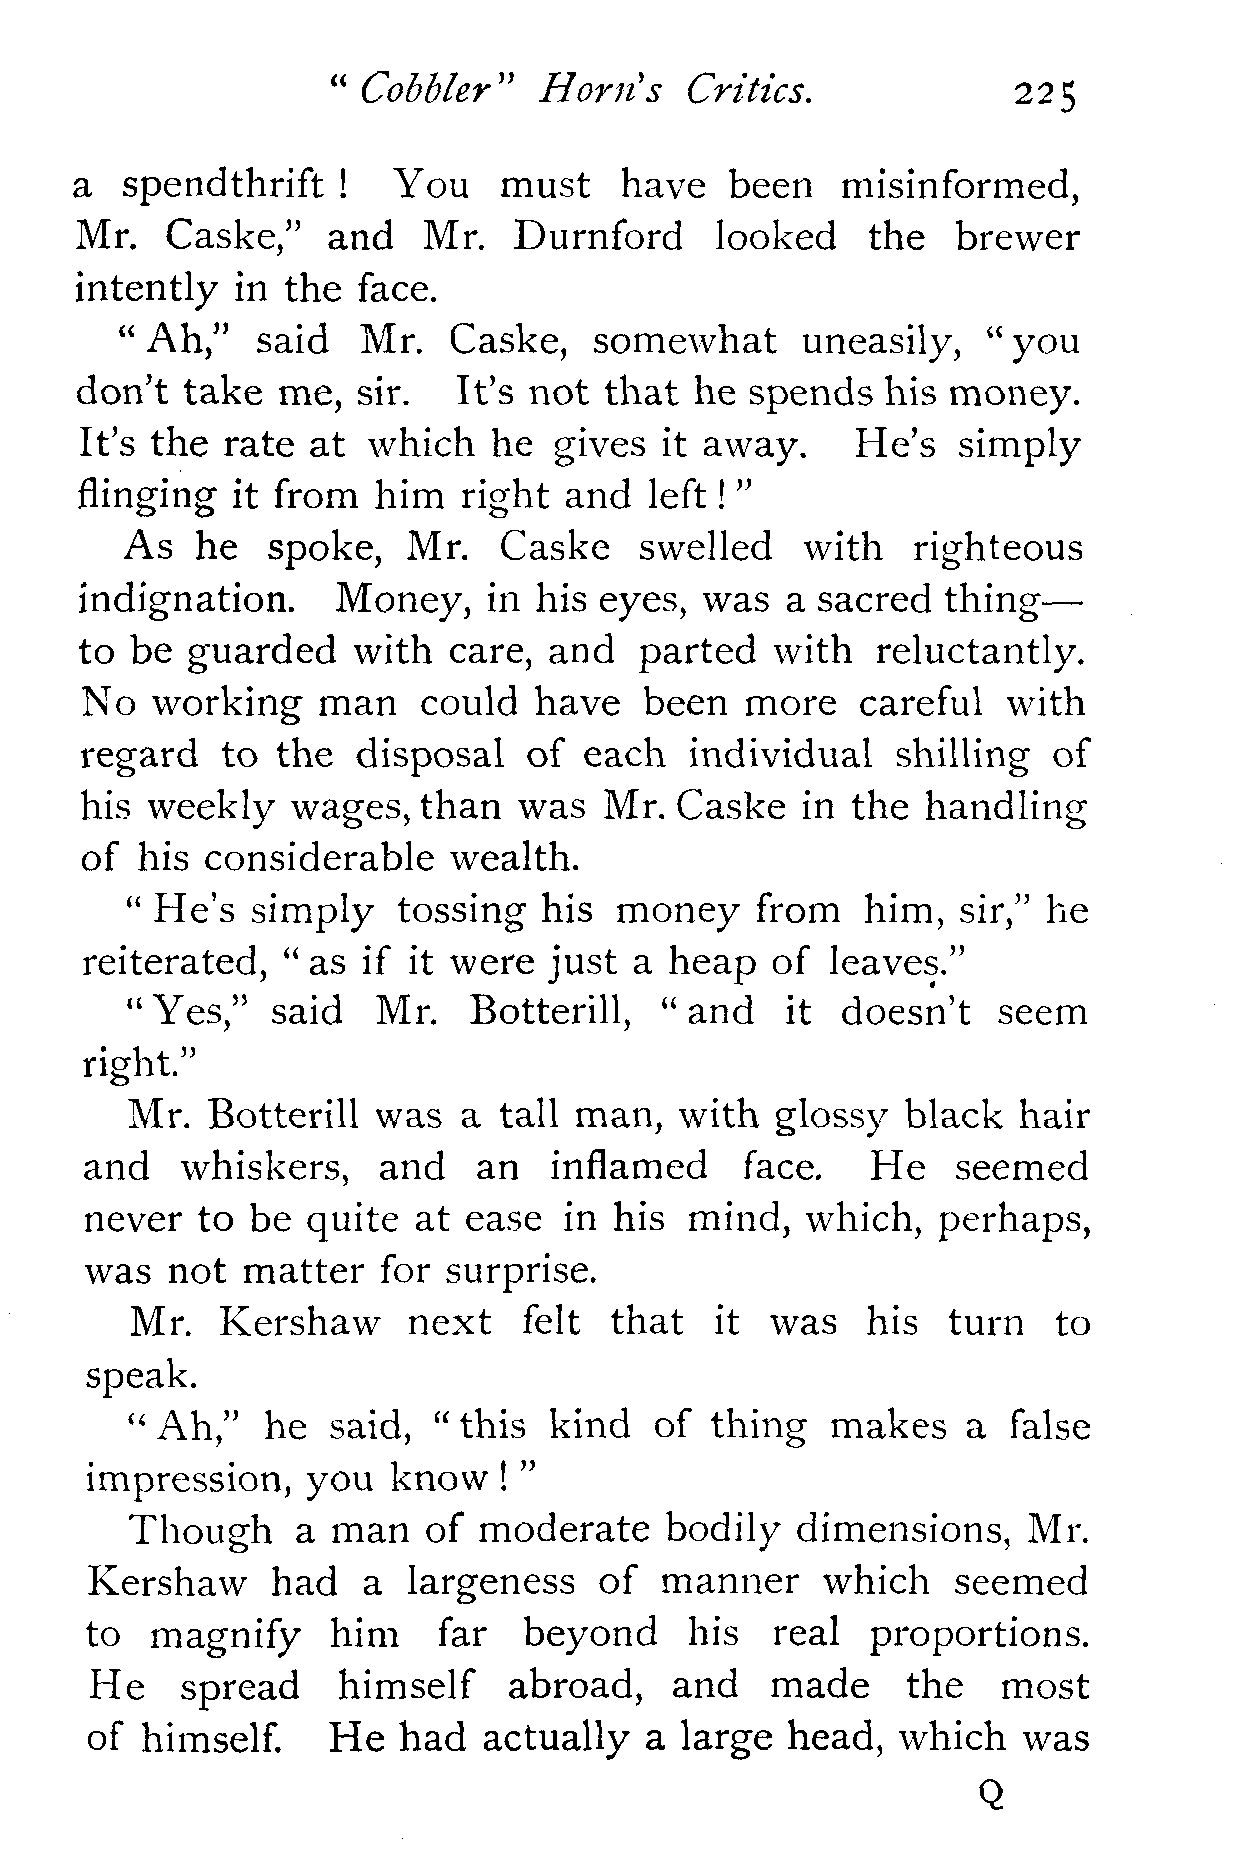 " Cobbler" Horn's Critics. 225
a spendthrift ! You must have been misinformed,
Mr. Caske," and Mr. Durnford looked the brewer
intently in the face.
" Ah," said Mr. Caske, somewhat uneasily, " you
don't take me, sir. It's not that he spends his money.
It's the rate at which he gives it away. He's simply
flinging it from him right and left ! "
As he spoke, Mr. Caske swelled with righteous
indignation. Money, in his eyes, was a sacred thing—
to be guarded with care, and parted with reluctantly.
No working man could have been more careful with
regard to the disposal of each individual shilling of
his weekly wages, than was Mr. Caske in the handling
of his considerable wealth.
" He's simply tossing his money from him, sir," he
reiterated, " as if it were just a heap of leaves."
" Yes," said Mr. Botterill, " and it doesn't seem
right."
Mr. Botterill was a tall man, with glossy black hair
and whiskers, and an inflamed face. He seemed
never to be quite at ease in his mind, which, perhaps,
was not matter for surprise.
Mr. Kershaw next felt that it was his turn to
speak.
" Ah," he said, " this kind of thing makes a false
impression, you know ! "
Though a man of moderate bodily dimensions, Mr.
Kershaw had a largeness of manner which seemed
to magnify him far beyond his real proportions.
He spread himself abroad, and made the most
of himself. He had actually a large head, which was
Q